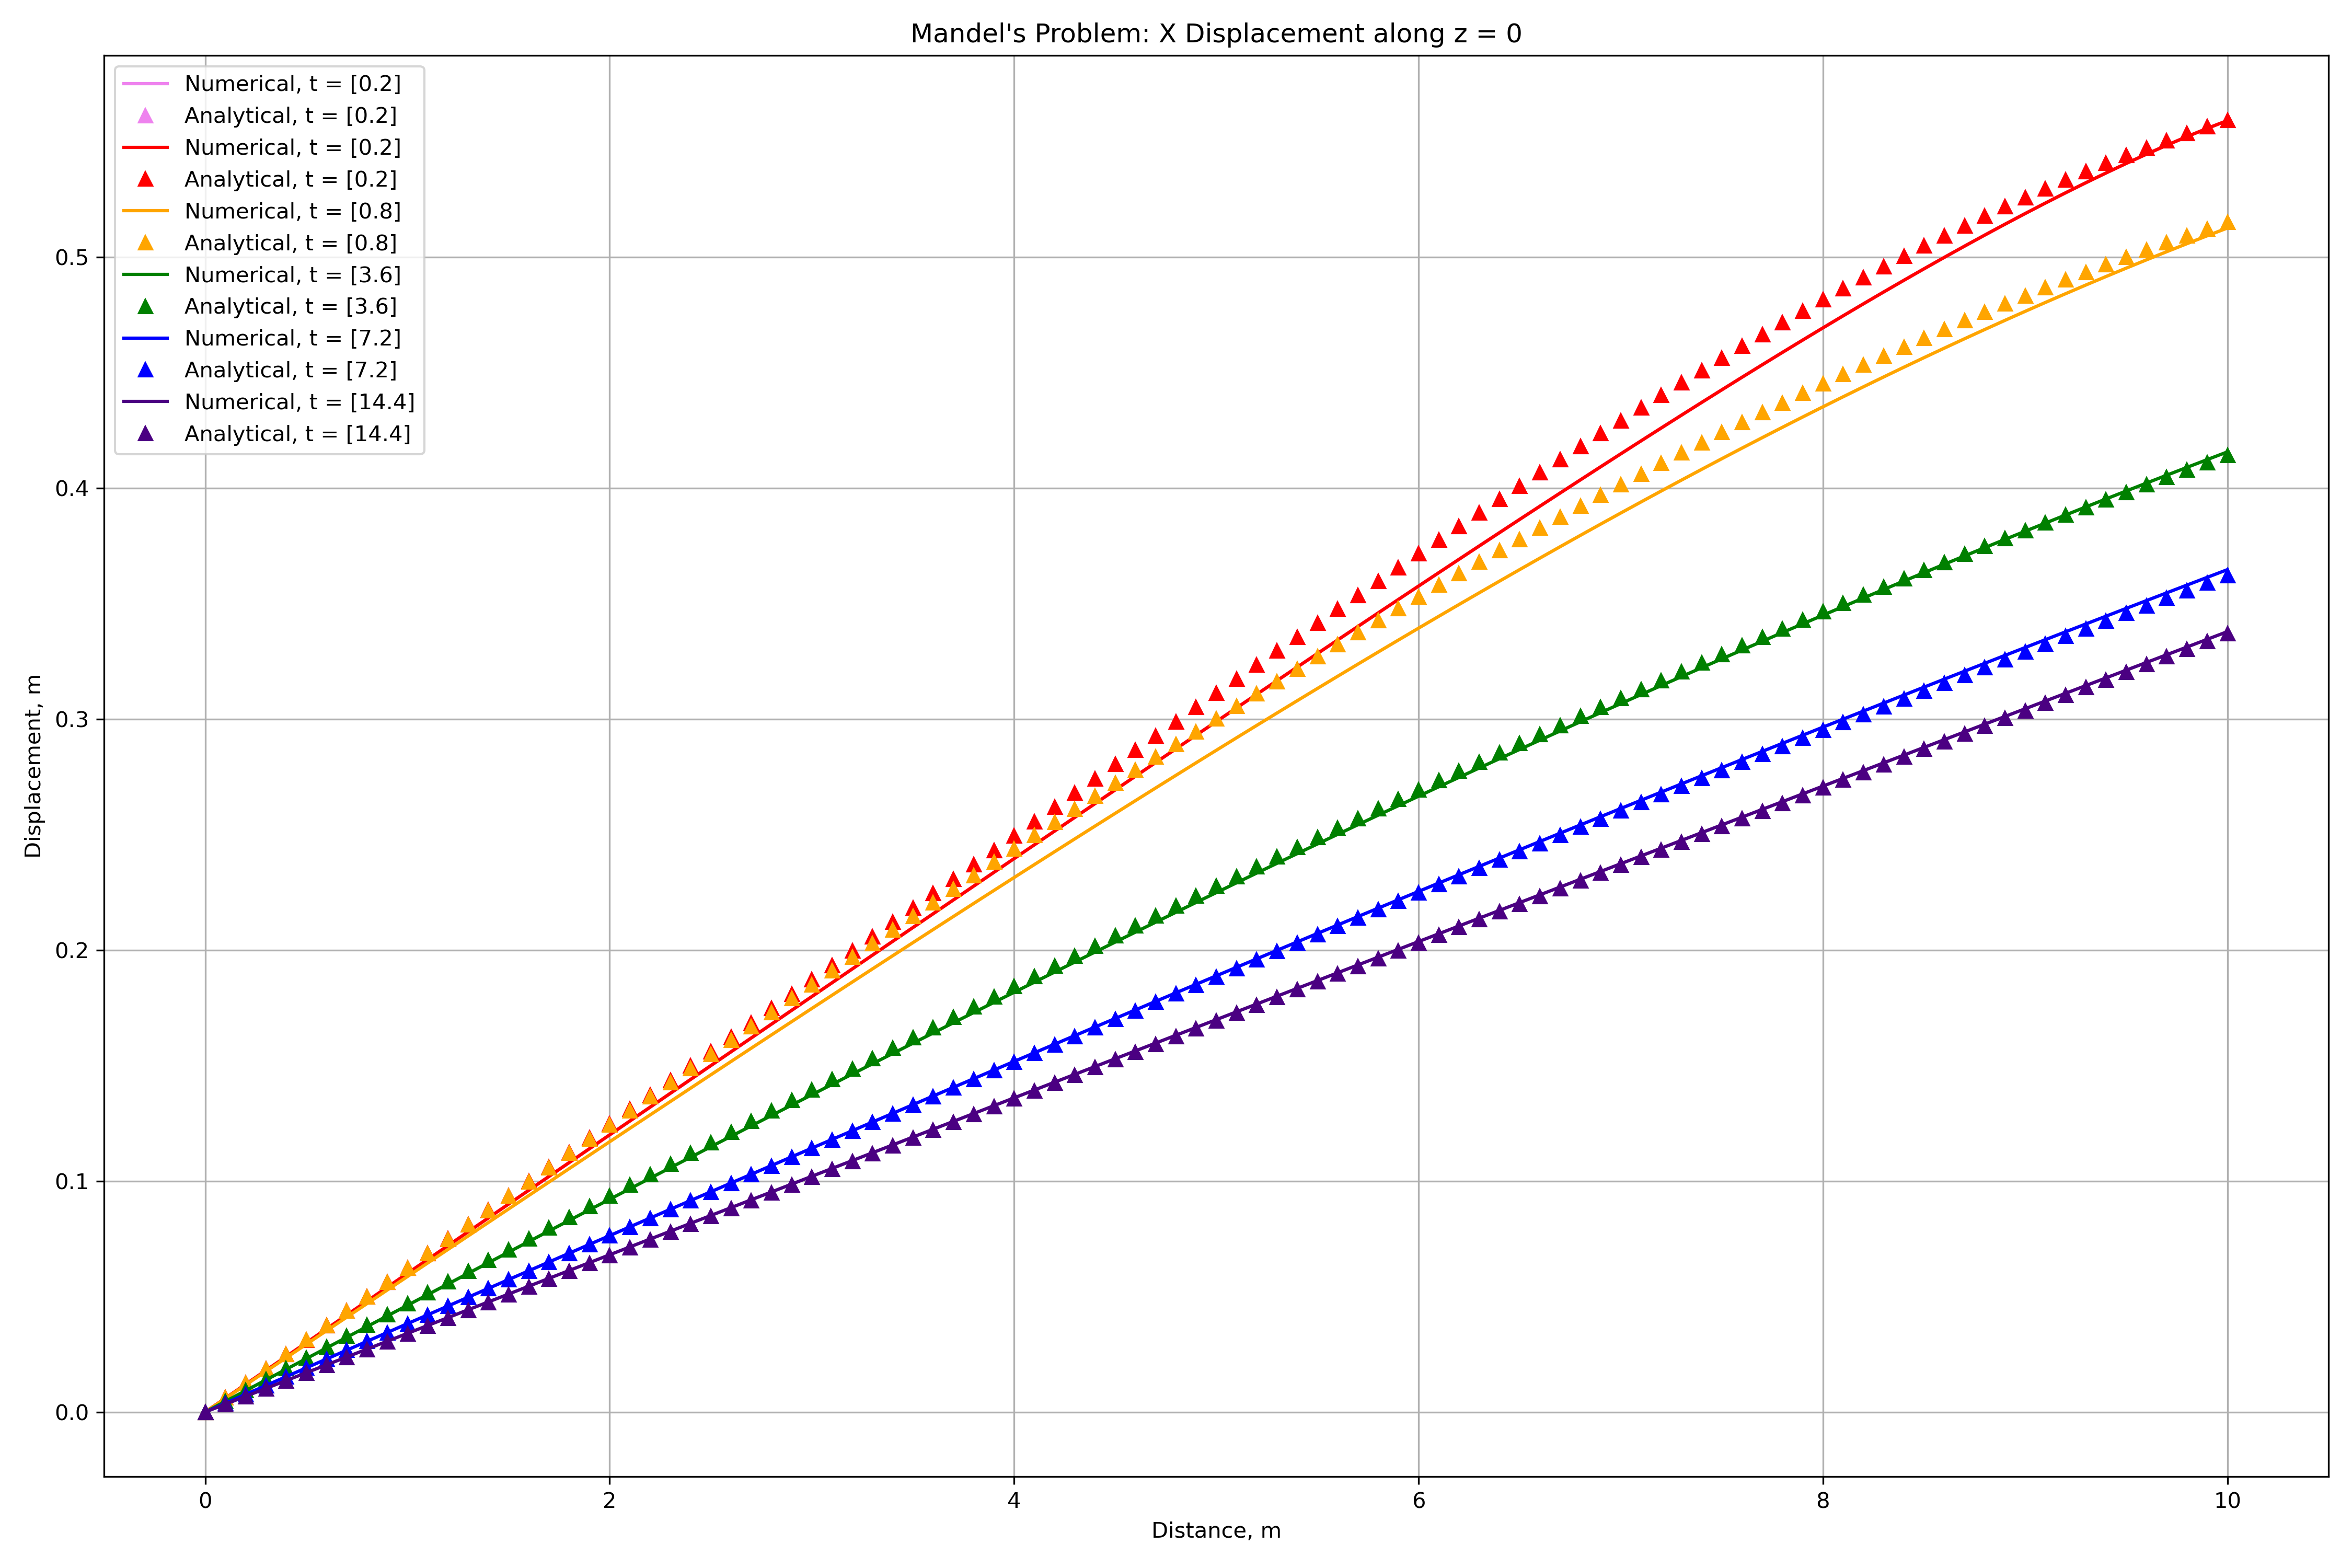 Mandel's Problem: X Displacement along z = 0
Numerical, t = [0.2]
Analytical, t = [0.2]
Numerical, t = [0.2]
Analytical, t = [0.2]
Numerical, t = [0.8]
Analytical, t = [0.8]
Numerical, t = [3.6]
Analytical, t = [3.6]
Numerical, t = [7.2]
Analytical, t = [7.2]
Numerical, t = [14.4]
Analytical, t = [14.4]
Displacement, m
0.5
0.4
0.3
0.2
0.1
0.0
0 2 4 6 8 10
Distance, m